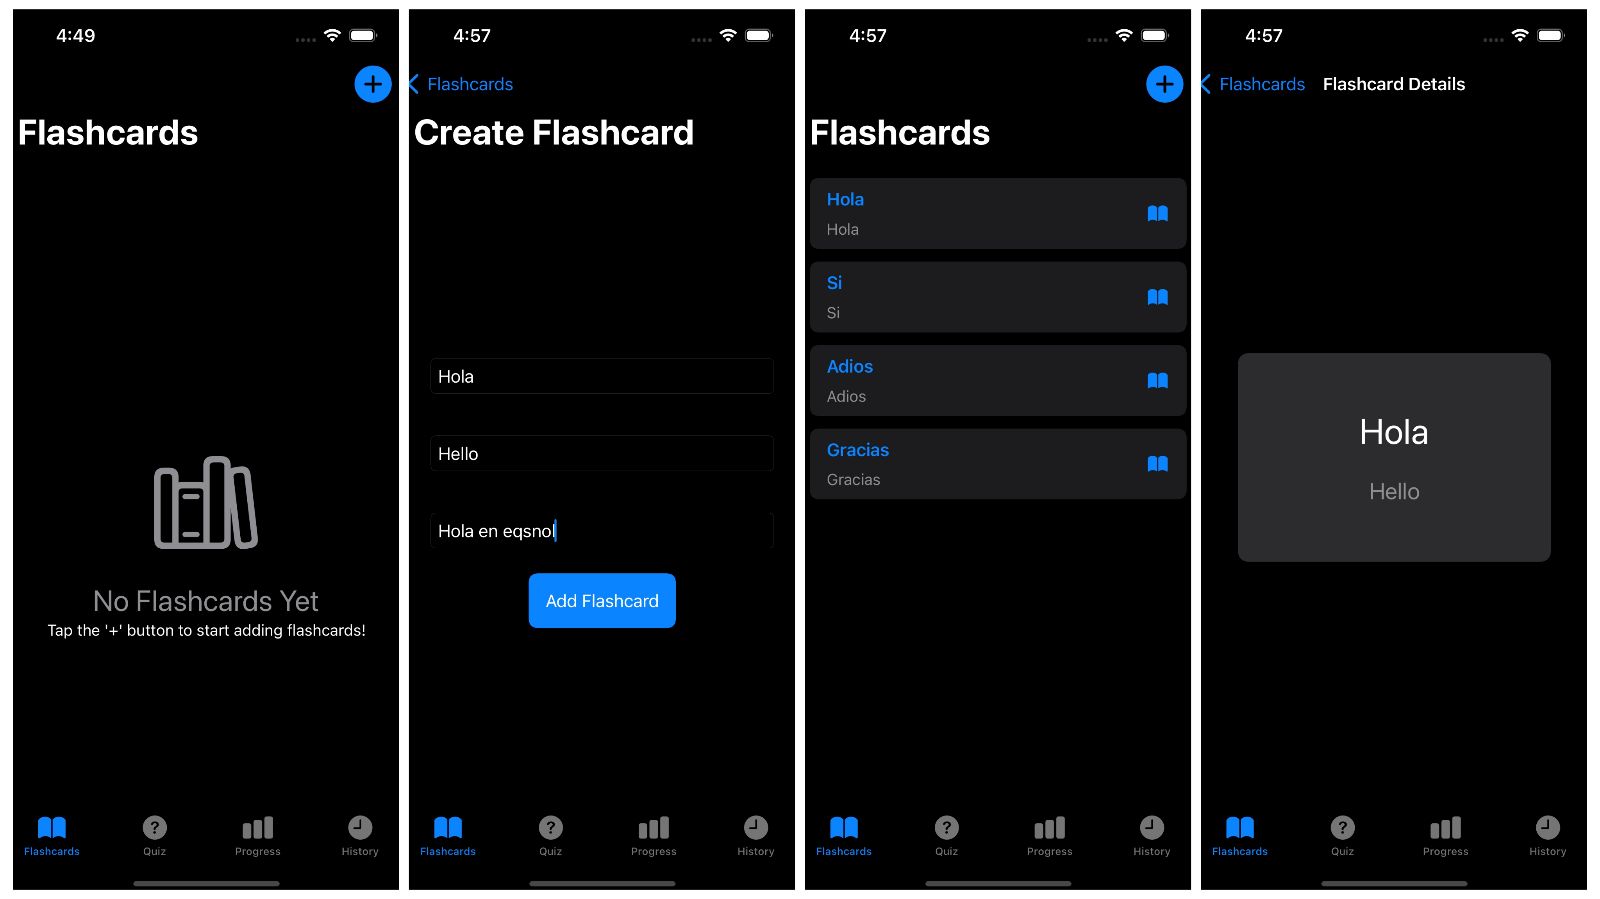 4:49
Flashcards
No Flashcards Yet
Tap the '+' button to start adding flashcards!
Flashcards Quiz Progress History
4:57
Flashcards
Create Flashcard
Hola
Hello
Hola en eqsnol
Add Flashcard
Flashcards Quiz Progress History
4:57
Flashcards
Hola
Hola
Si
Si
Adios
Adios
Gracias
Gracias
Flashcards Quiz Progress History
4:57
Flashcards Flashcard Details
Hola
Hello
Flashcards Quiz Progress History